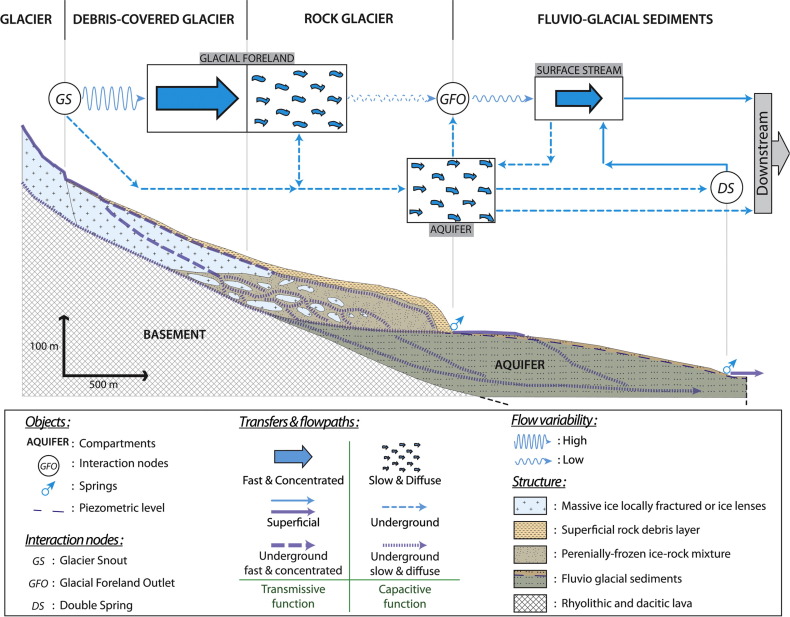 GLACIER
DEBRIS-COVERED GLACIER
ROCK GLACIER
FLUVIO-GLACIAL SEDIMENTS
GLACIAL FORELAND
SURFACE STREAM
GS
GFO
Downstream
DS
AQUIFER
BASEMENT
100 m
500 m
AQUIFER
Objects:
AQUIFER : Compartments
GFO : Interaction nodes
: Springs
: Piezometric level
Interaction nodes:
GS : Glacier Snout
GFO : Glacial Foreland Outlet
DS : Double Spring
Transfers & flowpaths:
Fast & Concentrated
Slow & Diffuse
Superficial
Underground
Underground
fast & concentrated
Underground
slow & diffuse
Transmissive
function
Capacitive
function
Flow variability:
: High
: Low
Structure:
: Massive ice locally fractured or ice lenses
: Superficial rock debris layer
: Perenially-frozen ice-rock mixture
: Fluvio glacial sediments
: Rhyolithic and dacitic lava